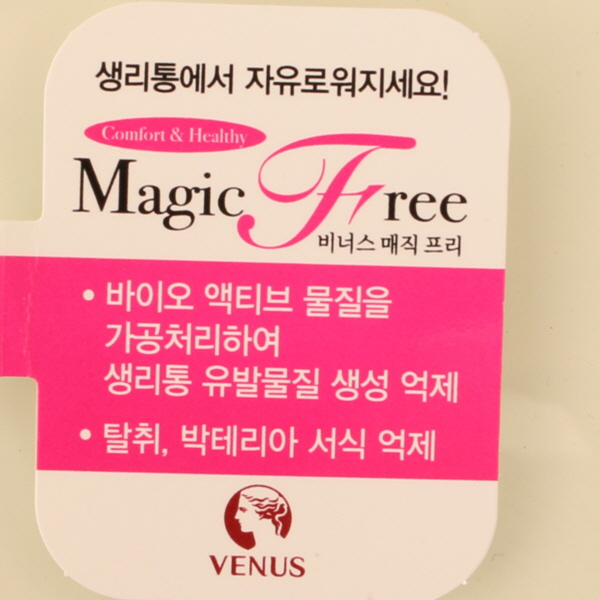 생리통에서 자유로워지세요!
Comfort & Healthy
Magic Free
비너스 매직 프리
• 바이오 액티브 물질을
가공처리하여
생리통 유발물질 생성 억제
• 탈취, 박테리아 서식 억제
VENUS